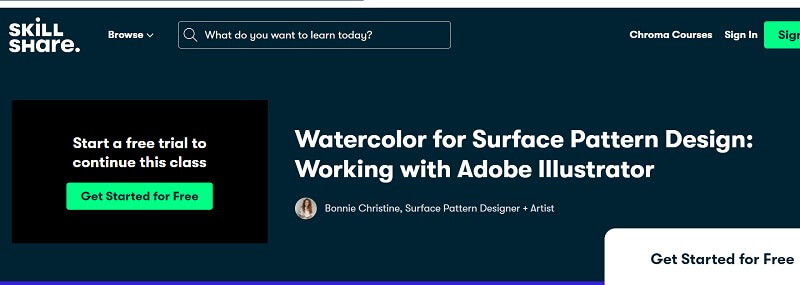 SKiLL
SHare.
Browse
What do you want to learn today?
Chroma Courses
Sign In
Sign
Start a free trial to
continue this class
Get Started for Free
Watercolor for Surface Pattern Design:
Working with Adobe Illustrator
Bonnie Christine, Surface Pattern Designer + Artist
Get Started for Free